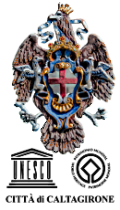 UNESCO
CITTÀ di CALTAGIRONE